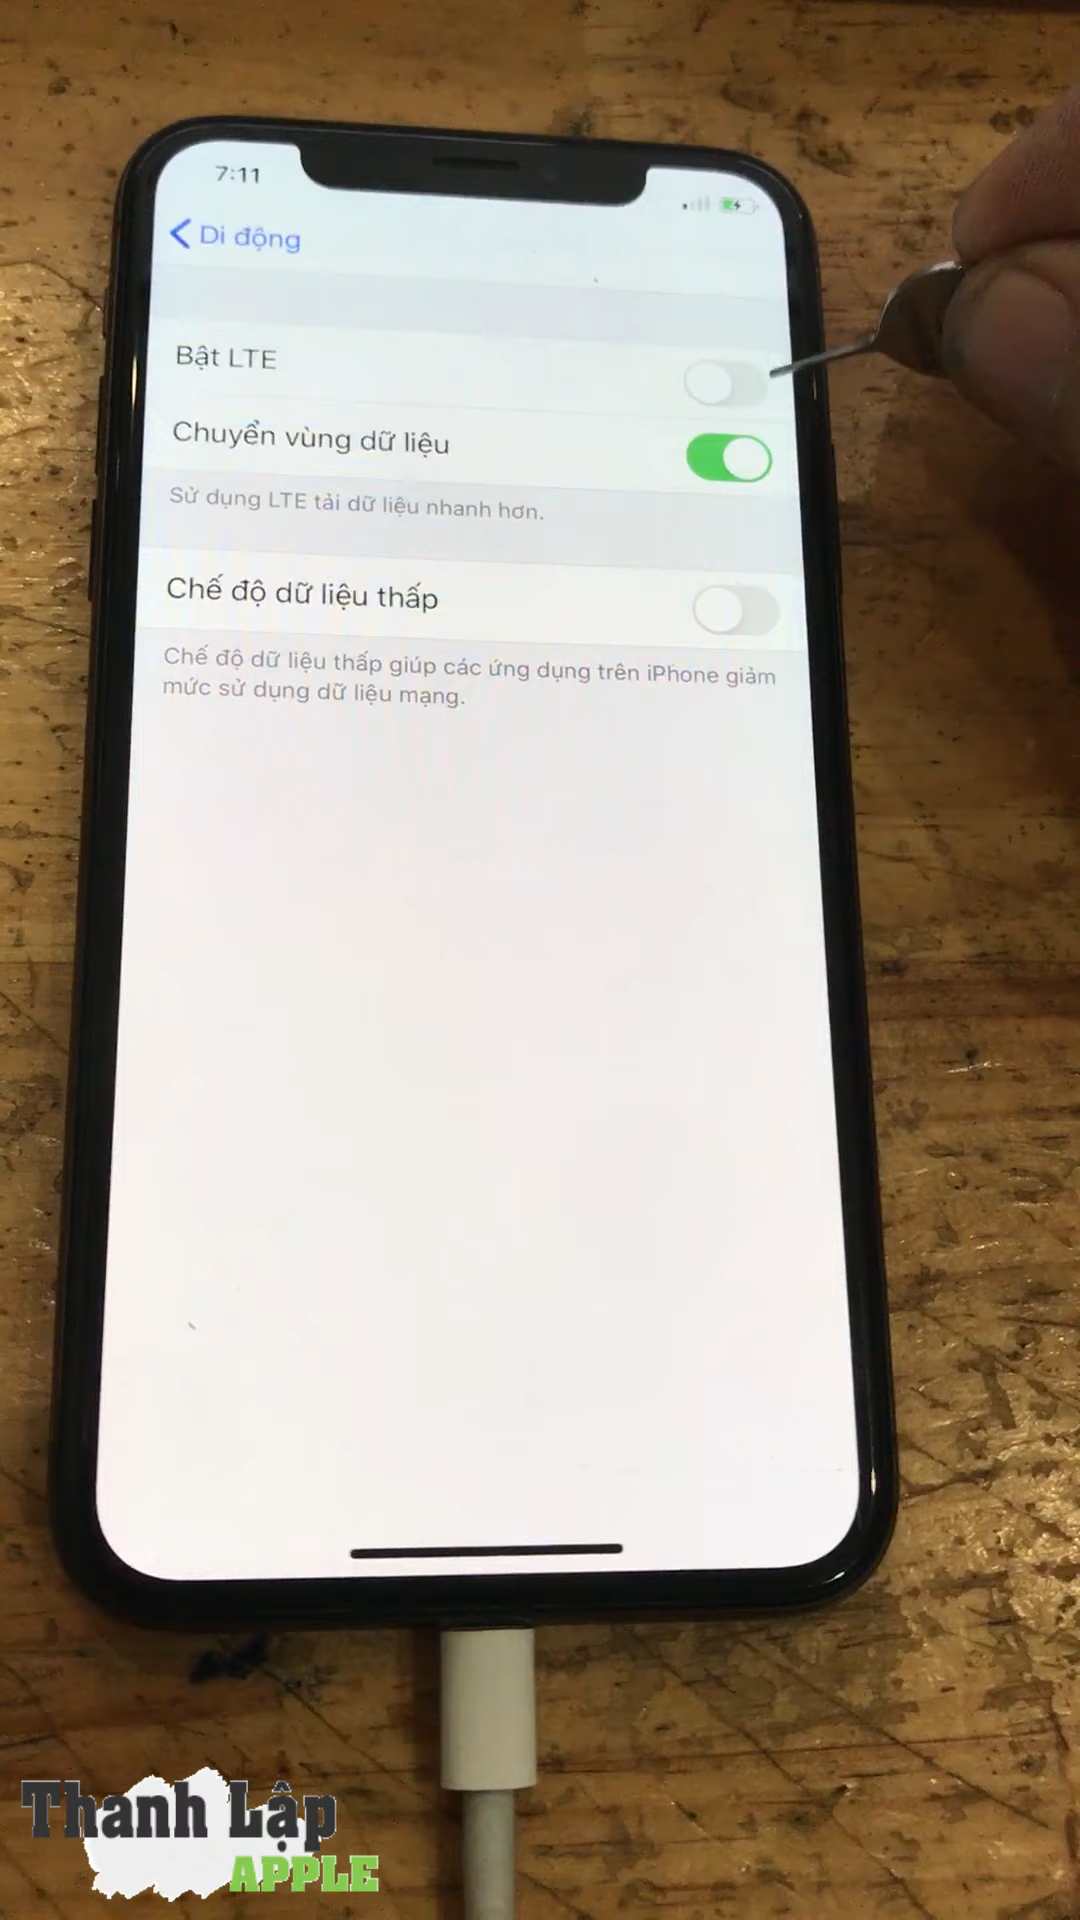 7:11
Di động
Bật LTE
Chuyển vùng dữ liệu
Sử dụng LTE tải dữ liệu nhanh hơn.
Chế độ dữ liệu thấp
Chế độ dữ liệu thấp giúp các ứng dụng trên iPhone giảm
mức sử dụng dữ liệu mạng.
Thanh Lập
APPLE